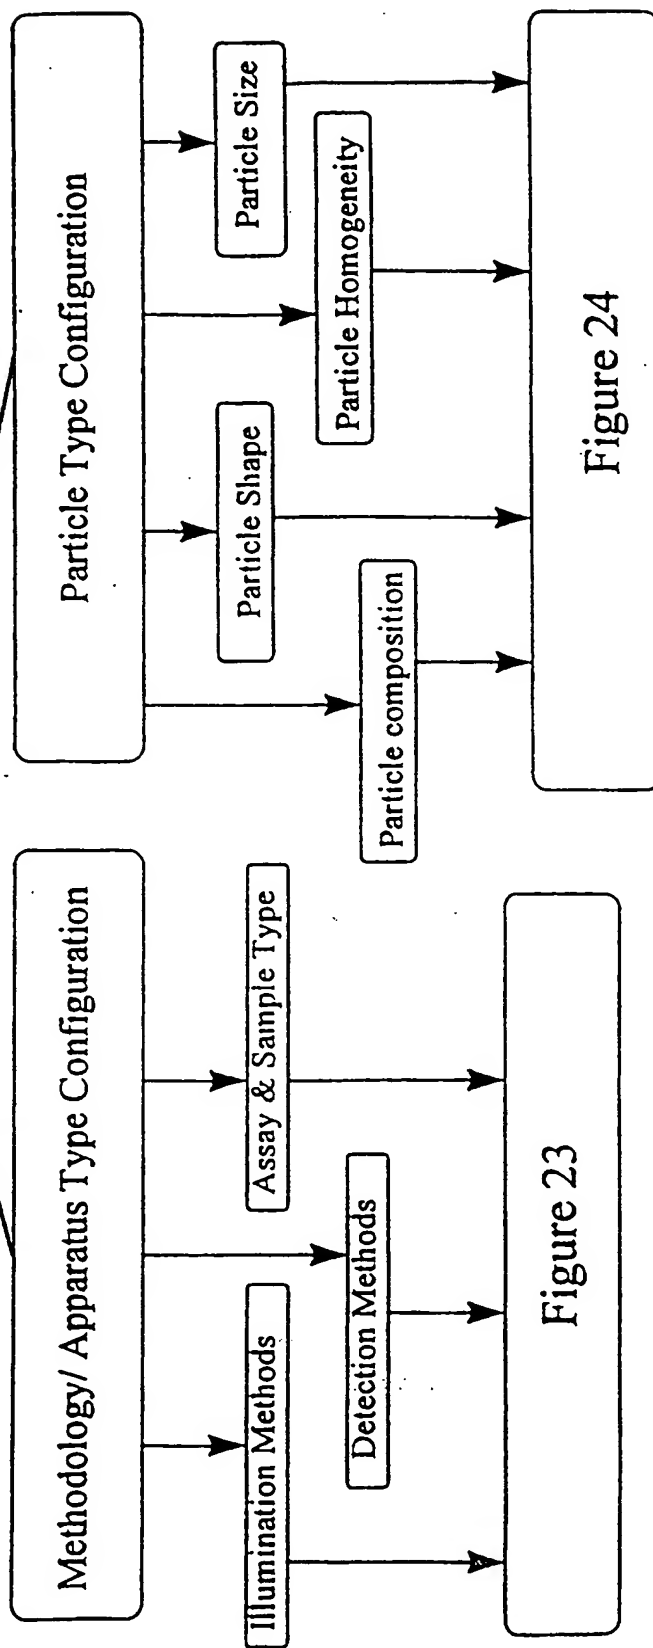 Methodology/ Apparatus Type Configuration
Illumination Methods
Detection Methods
Assay & Sample Type
Figure 23
Particle Type Configuration
Particle composition
Particle Shape
Particle Homogeneity
Particle Size
Figure 24